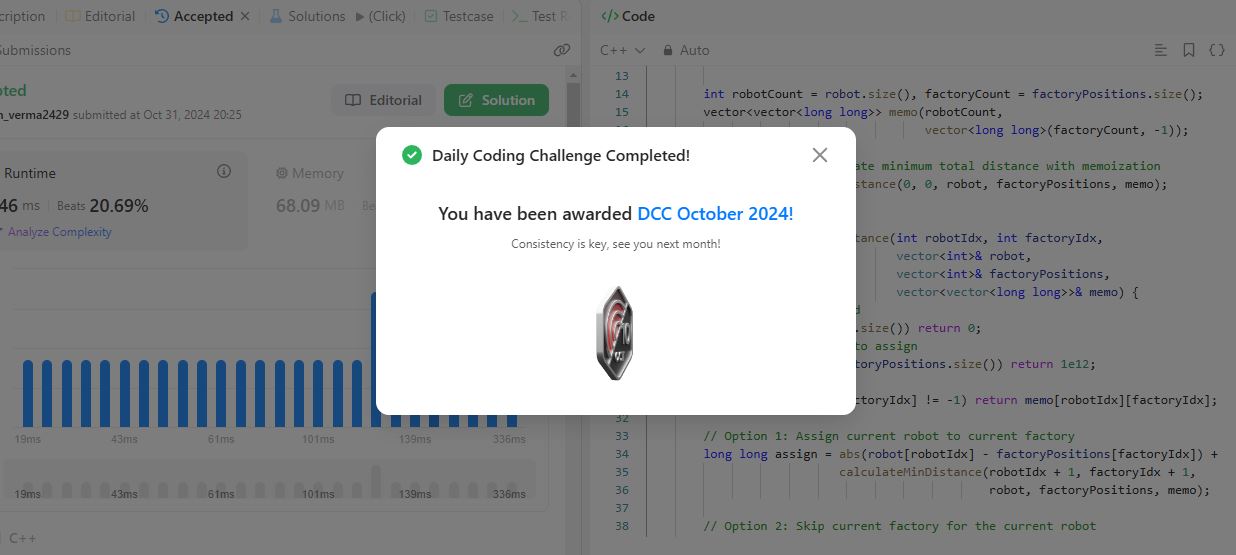 cription
Editorial
Accepted
Solutions
(Click)
Testcase
Test R
Submissions
pted
Editorial
Solution
n_verma2429 submitted at Oct 31, 2024 20:25
Runtime
Memory
46 ms
Beats 20.69%
68.09 MB
Be
Analyze Complexity
19ms 43ms 61ms 101ms 139ms 336ms
19ms 43ms 61ms 101ms 139ms 336ms
C++
Daily Coding Challenge Completed!
You have been awarded DCC October 2024!
Consistency is key, see you next month!
</> Code
C++
Auto
13
14 int robotCount = robot.size(), factoryCount = factoryPositions.size();
15 vector<vector<long long>> memo(robotCount,
vector<long long>(factoryCount, -1));
ate minimum total distance with memoization
stance(0, 0, robot, factoryPositions, memo);
tance(int robotIdx, int factoryIdx,
vector<int>& robot,
vector<int>& factoryPositions,
vector<vector<long long>>& memo) {
d
.size()) return 0;
to assign
toryPositions.size()) return 1e12;
ctoryIdx] != -1) return memo[robotIdx][factoryIdx];
32
33 // Option 1: Assign current robot to current factory
34 long long assign = abs(robot[robotIdx] - factoryPositions[factoryIdx]) +
35 calculateMinDistance(robotIdx + 1, factoryIdx + 1,
36 robot, factoryPositions, memo);
37
38 // Option 2: Skip current factory for the current robot